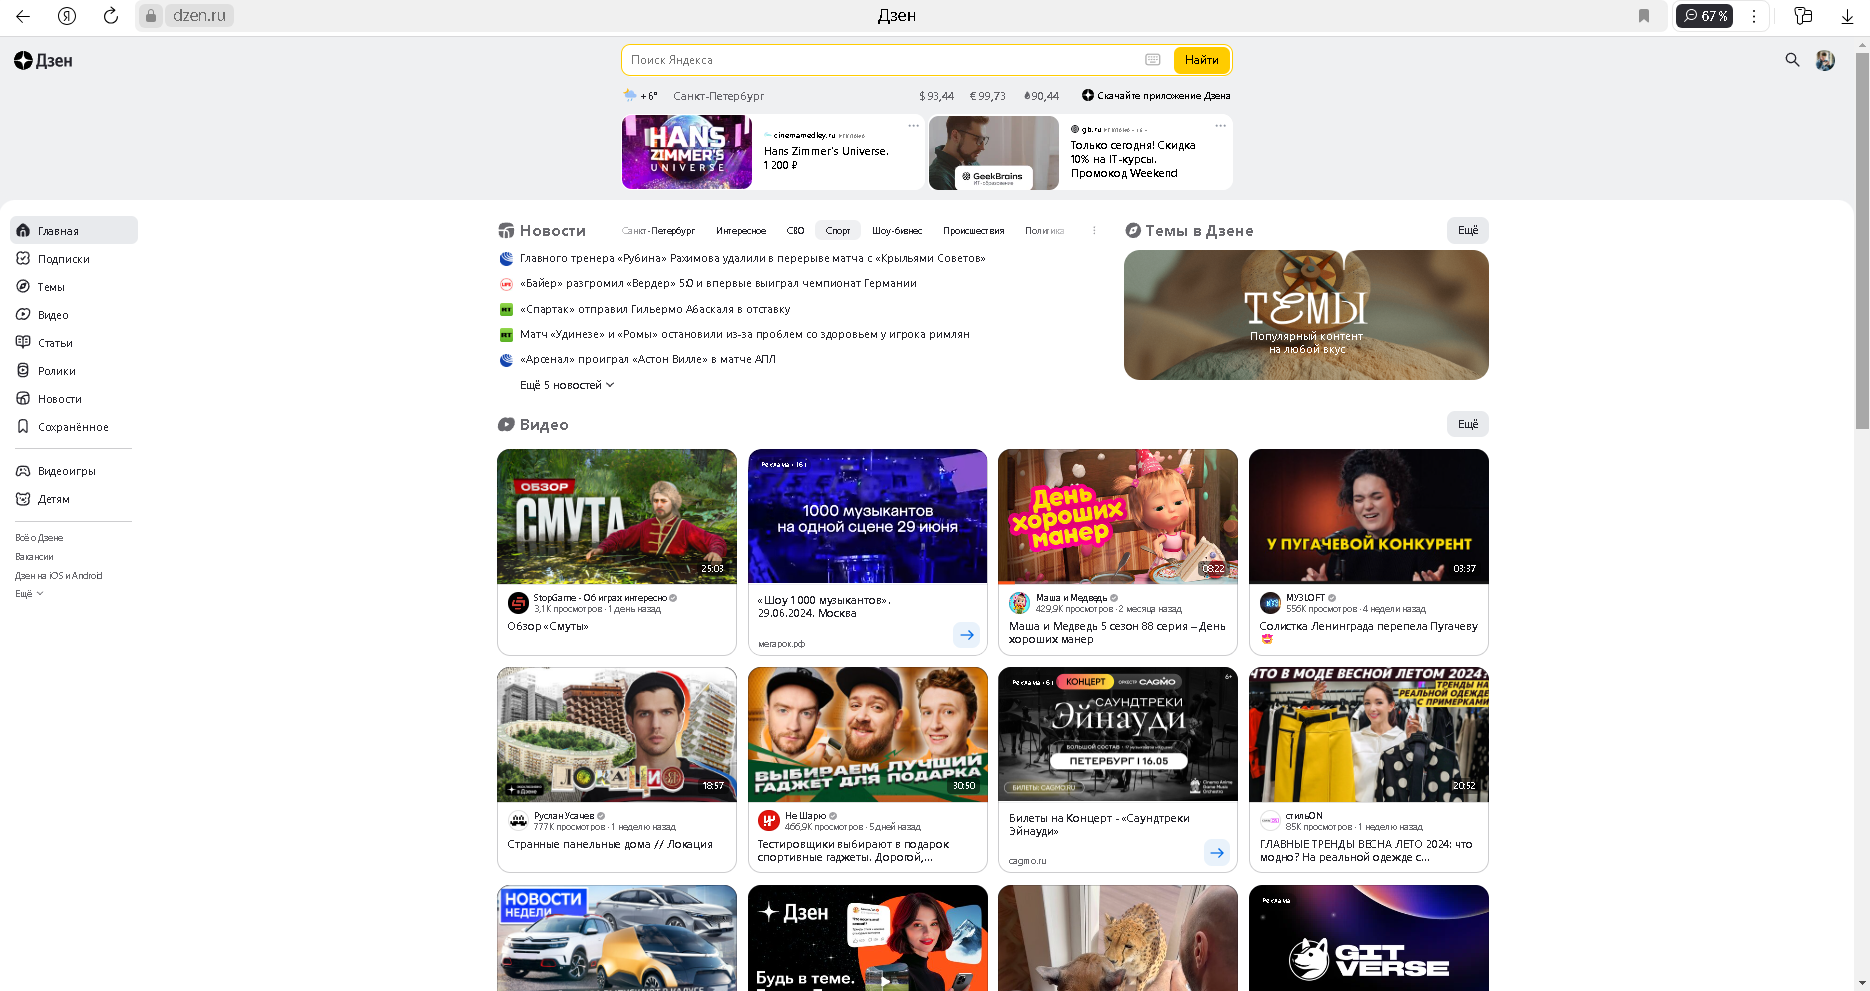 dzen.ru
Дзен
67 %
Дзен
Поиск Яндекса
Найти
+6°
Санкт-Петербург
$ 93,44
€ 99,73
90,44
Скачайте приложение Дзена
HANS
ZIMMER'S
UNIVERSE
cinemamedley.ru
Hans Zimmer's Universe.
1 200 ₽
GeekBrains
gb.ru
Только сегодня! Скидка
10% на IT-курсы.
Промокод Weekend
Главная
Подписки
Темы
Видео
Статьи
Ролики
Новости
Сохранённое
Видеоигры
Детям
Всё о Дзене
Вакансии
Дзен на iOS и Android
Ещё
Новости
Санкт-Петербург
Интересное
СВО
Спорт
Шоу-бизнес
Происшествия
Политика
Главного тренера «Рубина» Рахимова удалили в перерыве матча с «Крыльями Советов»
«Байер» разгромил «Вердер» 5:0 и впервые выиграл чемпионат Германии
«Спартак» отправил Гильермо Абаскаля в отставку
Матч «Удинезе» и «Ромы» остановили из-за проблем со здоровьем у игрока римлян
«Арсенал» проиграл «Астон Вилле» в матче АПЛ
Ещё 5 новостей
Темы в Дзене
Ещё
ТЕМЫ
Популярный контент
на любой вкус
Видео
Ещё
ОБЗОР
СМУТА
25:03
StopGame - Об играх интересно
3,1K просмотров · 1 день назад
Обзор «Смуты»
Реклама · 16+
1000 музыкантов
на одной сцене 29 июня
«Шоу 1000 музыкантов».
29.06.2024. Москва
мегарок.рф
День
хороших
манер
08:22
Маша и Медведь
429,9K просмотров · 2 месяца назад
Маша и Медведь 5 сезон 88 серия – День
хороших манер
У ПУГАЧЕВОЙ КОНКУРЕНТ
03:37
МУЗLOFT
556K просмотров · 4 недели назад
Солистка Ленинграда перепела Пугачеву
ЛОКАЦИЯ
18:57
Руслан Усачев
777K просмотров · 1 неделю назад
Странные панельные дома // Локация
ВЫБИРАЕМ ЛУЧШИЙ
ГАДЖЕТ ДЛЯ ПОДАРКА
30:50
Не Шарю
466,9K просмотров · 5 дней назад
Тестировщики выбирают в подарок
спортивные гаджеты. Дорогой,...
Реклама · 6+
КОНЦЕРТ
ОРКЕСТР CAGMO
6+
САУНДТРЕКИ
Эйнауди
БОЛЬШОЙ СОСТАВ
ПЕТЕРБУРГ | 16.05
БИЛЕТЫ: CAGMO.RU
Билеты на Концерт - «Саундтреки
Эйнауди»
cagmo.ru
ЧТО В МОДЕ ВЕСНОЙ ЛЕТОМ 2024?
ТРЕНДЫ НА
РЕАЛЬНОЙ ОДЕЖДЕ
С ПРИМЕРКАМИ
20:52
стильON
85K просмотров · 1 неделю назад
ГЛАВНЫЕ ТРЕНДЫ ВЕСНА ЛЕТО 2024: что
модно? На реальной одежде с...
НОВОСТИ
НЕДЕЛИ
Дзен
Будь в теме.
Реклама
GIT
VERSE